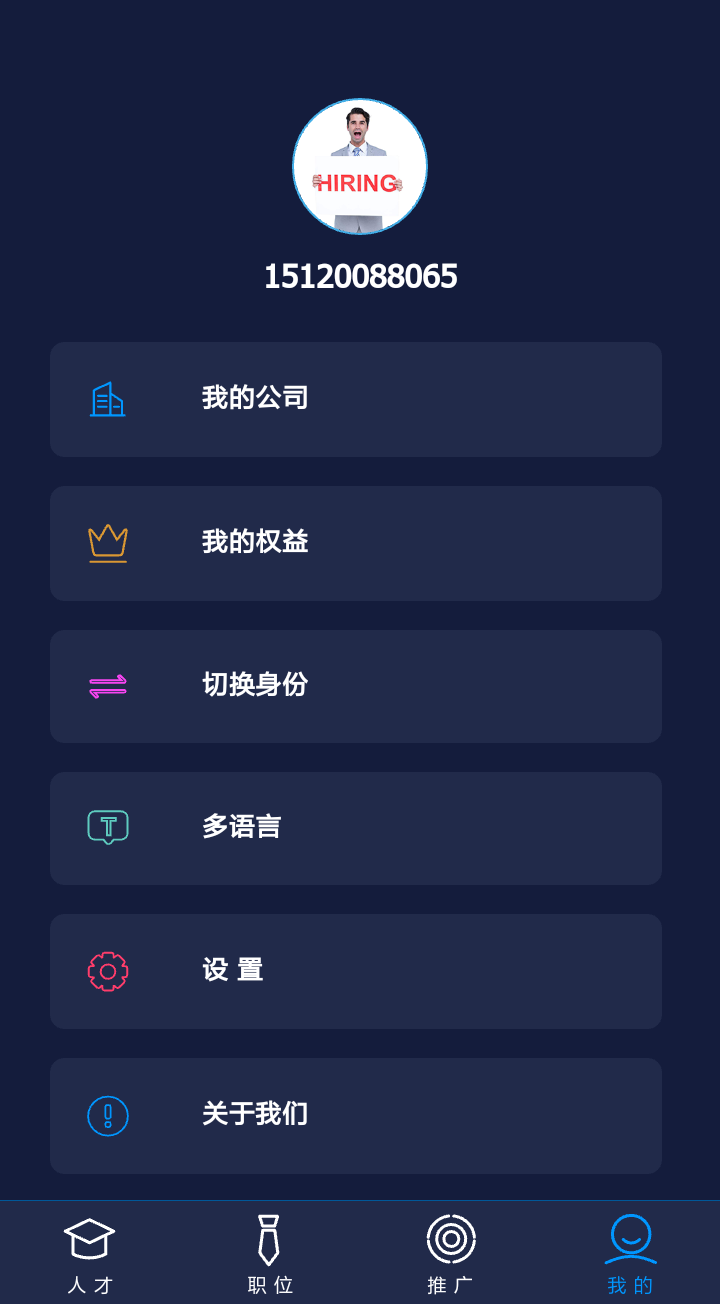 HIRING
15120088065
我的公司
我的权益
切换身份
多语言
设 置
关于我们
人 才
职 位
推 广
我 的